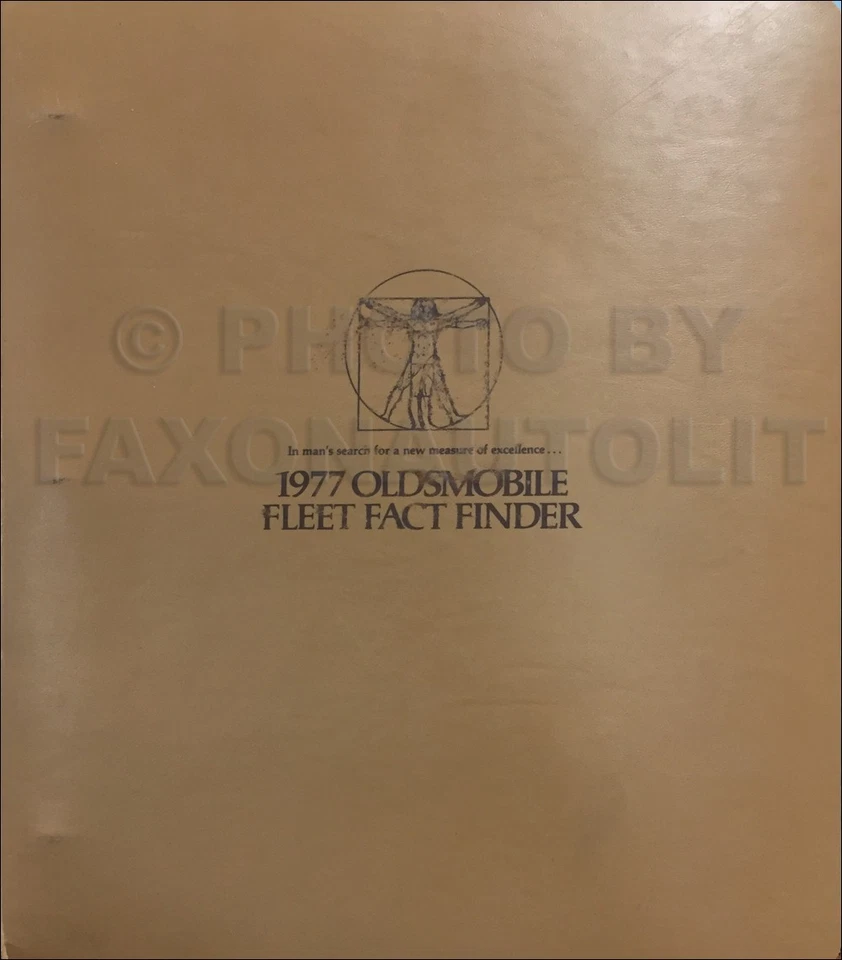 © PHOTO BY
FAXONAUTOLIT
In man's search for a new measure of excellence...
1977 OLDSMOBILE
FLEET FACT FINDER